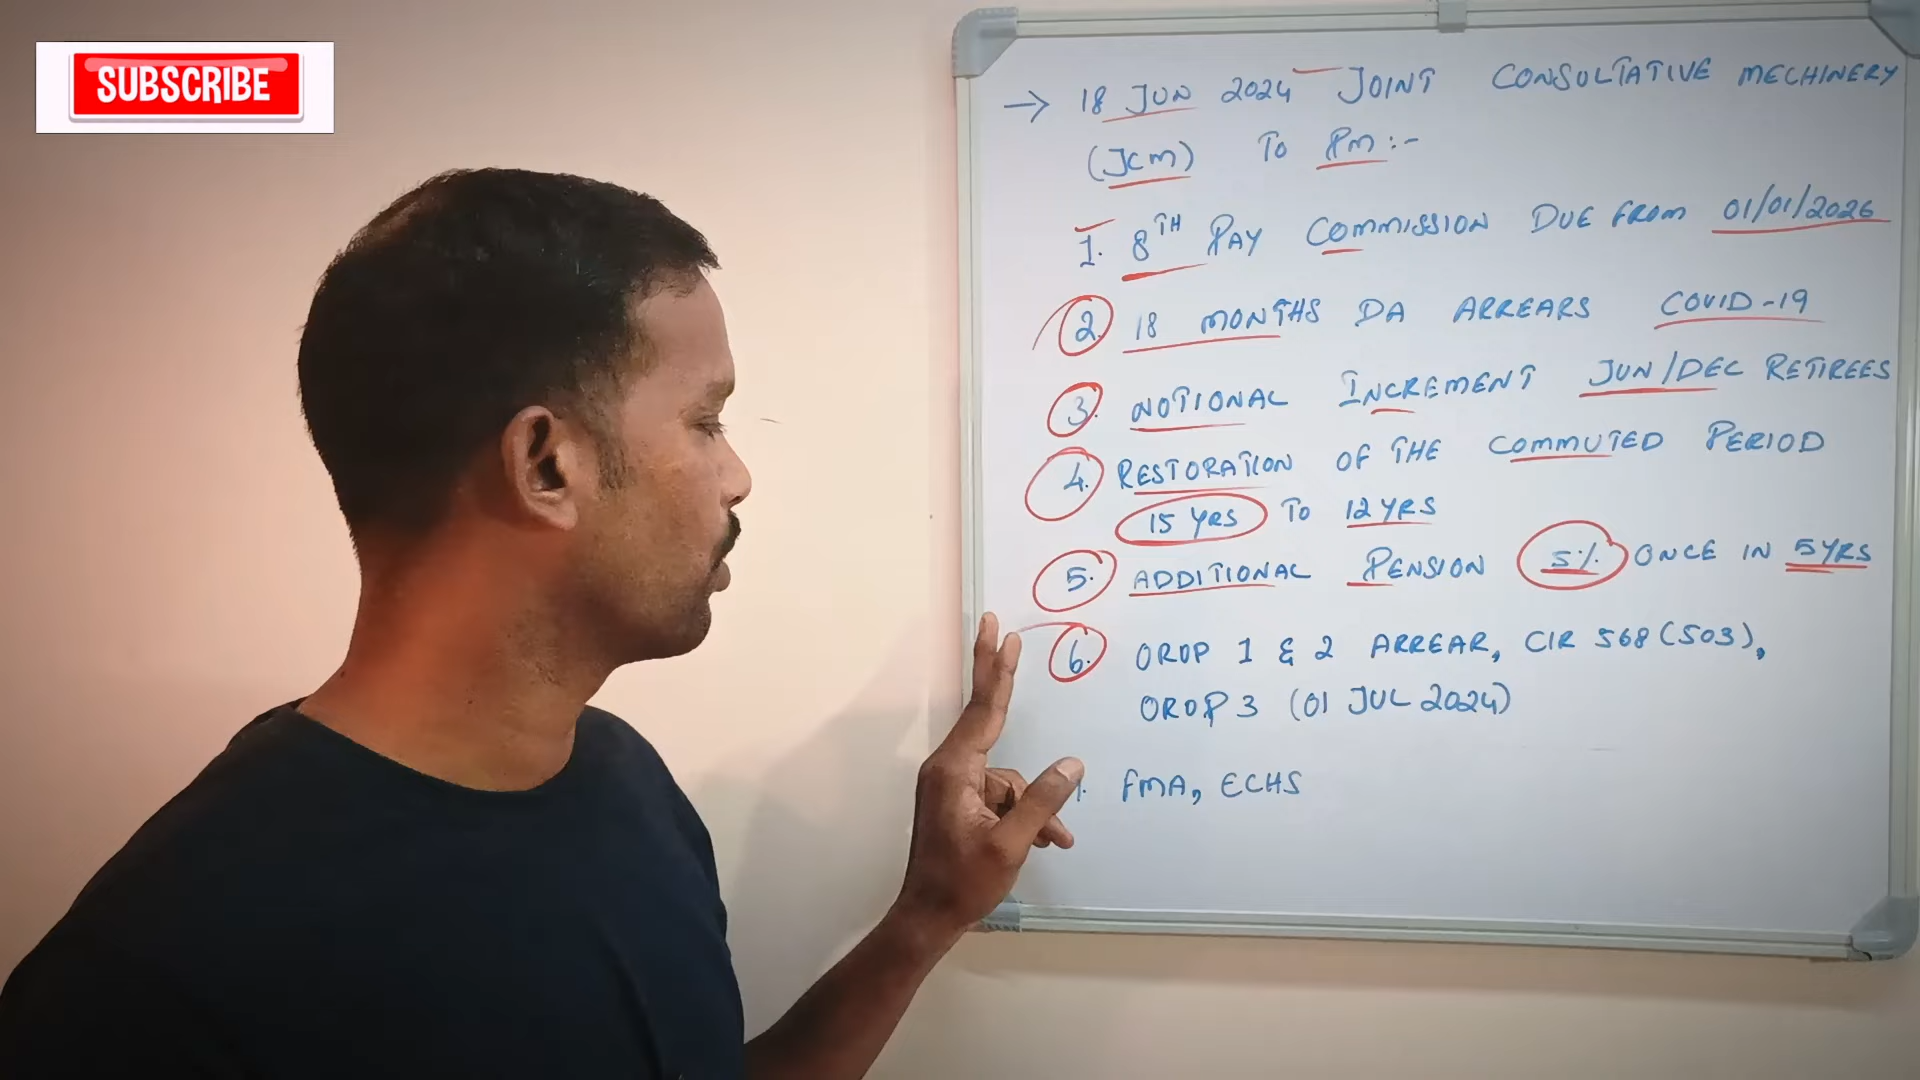 SUBSCRIBE
→ 18 JUN 2024 JOINT CONSULTATIVE MECHINERY
(JCM) TO PM:-
1. 8TH PAY COMMISSION DUE FROM 01/01/2026
2. 18 MONTHS DA ARREARS COVID-19
3. NOTIONAL INCREMENT JUN/DEC RETIREES
4. RESTORATION OF THE COMMUTED PERIOD
15 YRS TO 12 YRS
5. ADDITIONAL PENSION 5% ONCE IN 5YRS
6. OROP 1 & 2 ARREAR, CIR 568 (503),
OROP 3 (01 JUL 2024)
FMA, ECHS